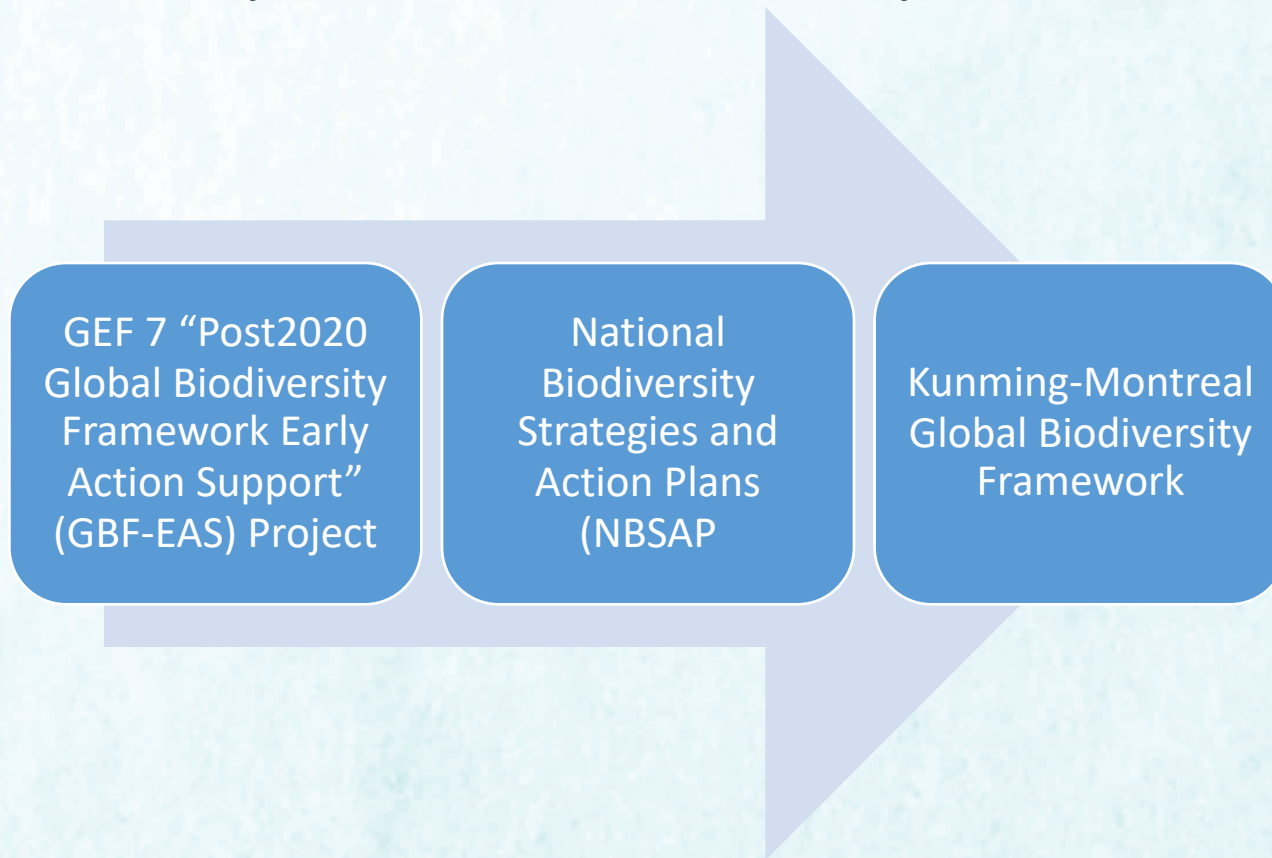 GEF 7 “Post2020
Global Biodiversity
Framework Early
Action Support”
(GBF-EAS) Project
National
Biodiversity
Strategies and
Action Plans
(NBSAP
Kunming-Montreal
Global Biodiversity
Framework